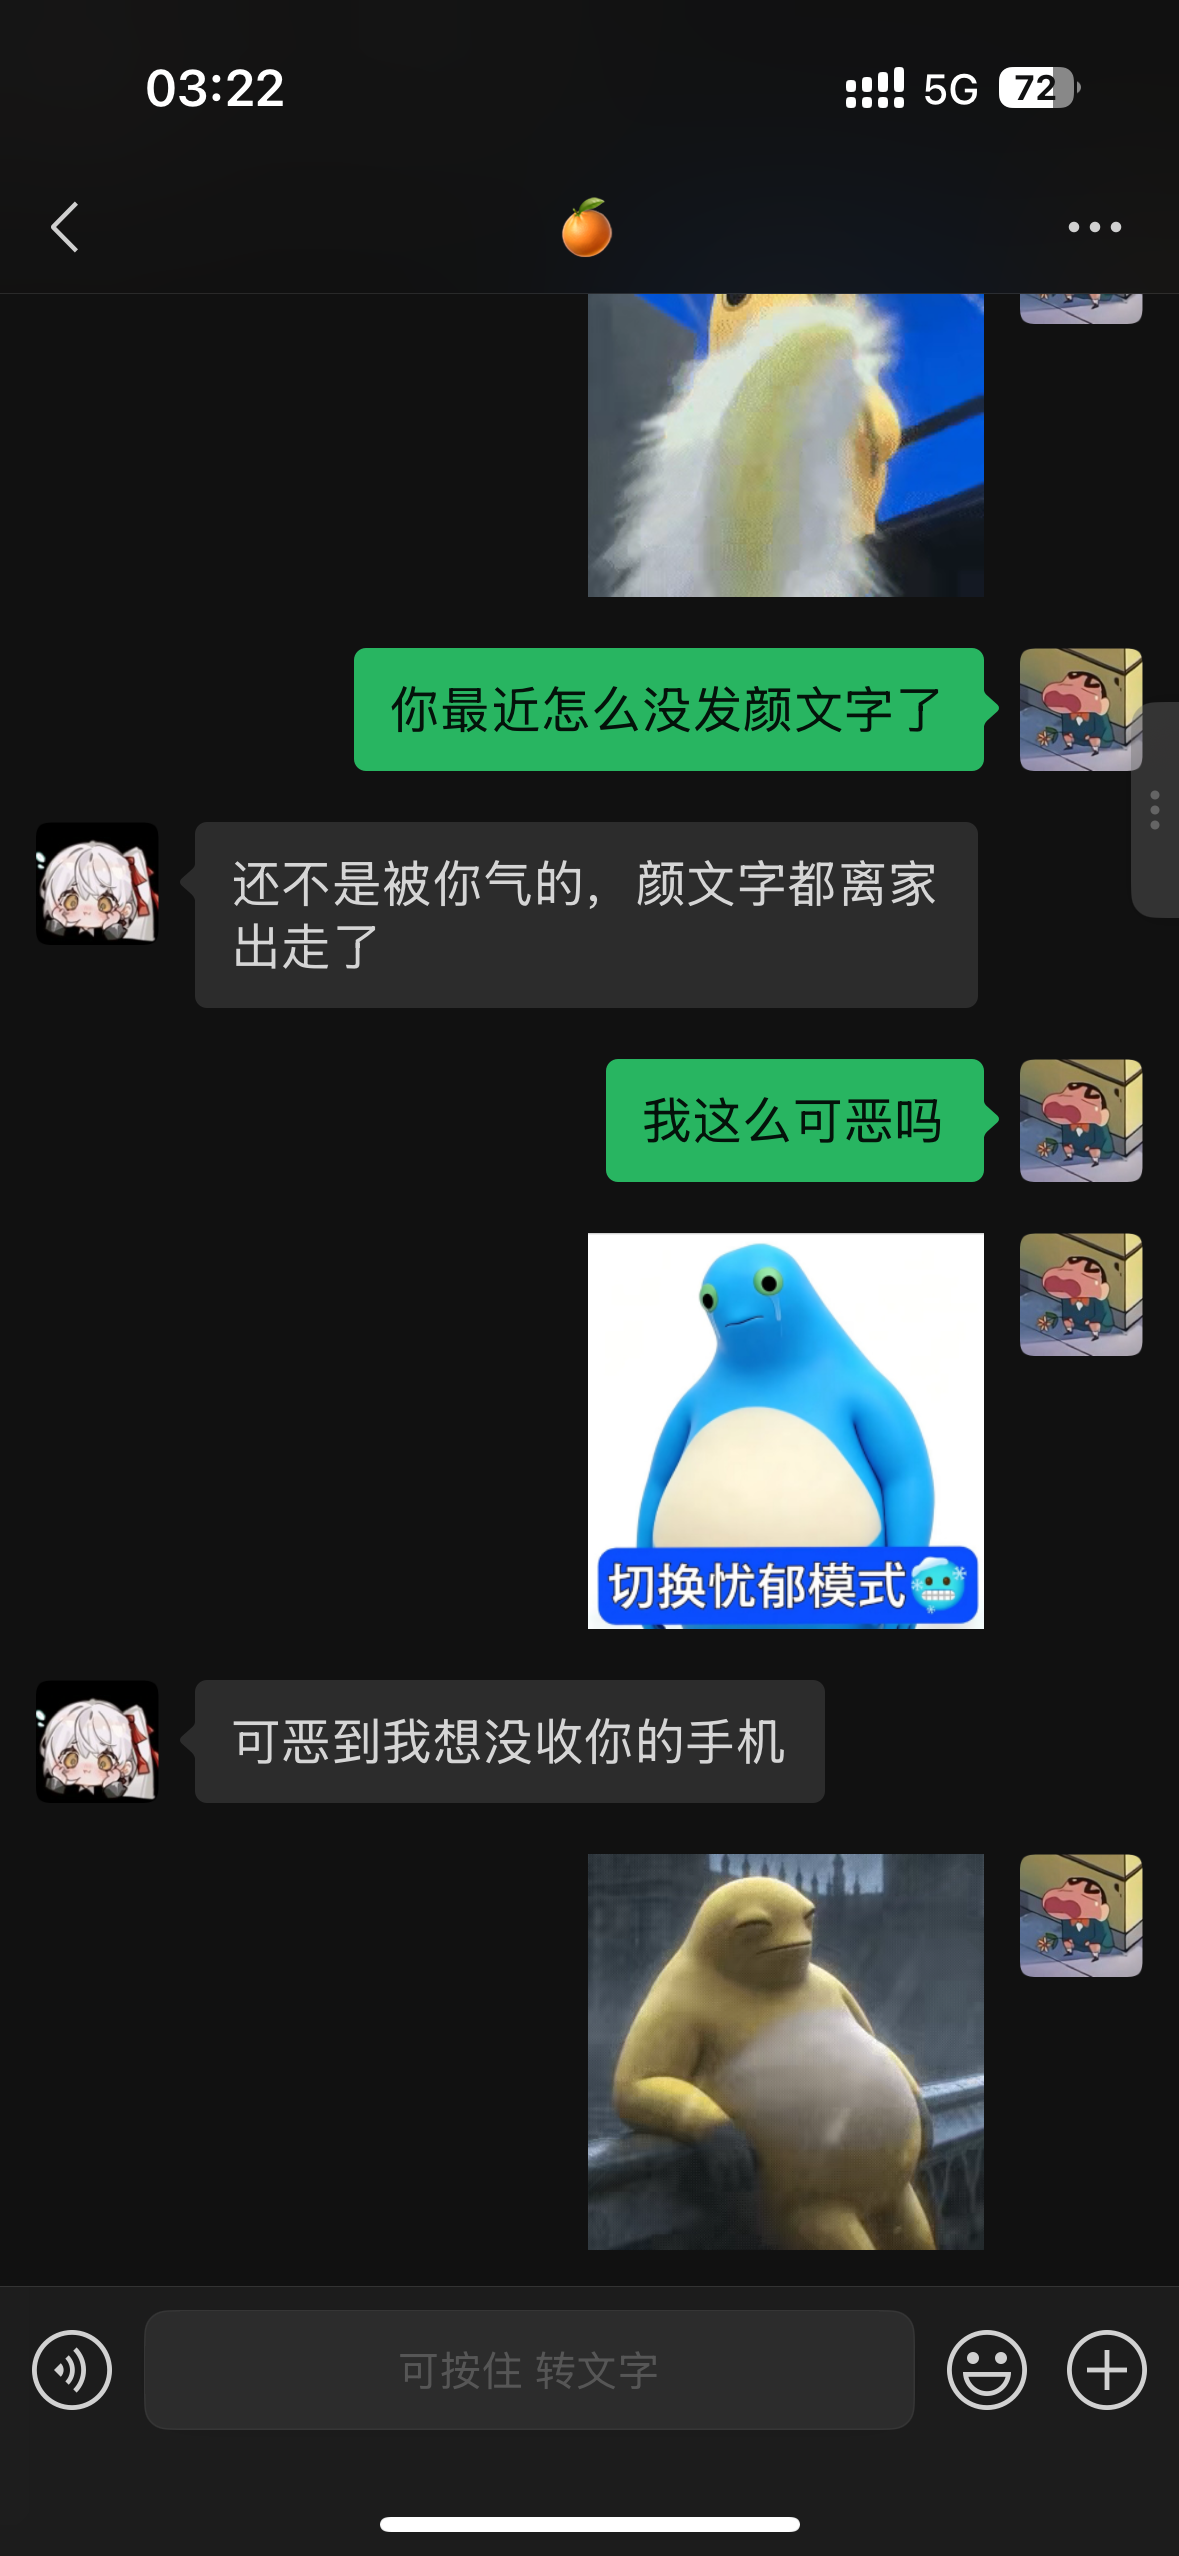 03:22
5G
72
你最近怎么没发颜文字了
还不是被你气的，颜文字都离家
出走了
我这么可恶吗
切换忧郁模式
可恶到我想没收你的手机
可按住 转文字